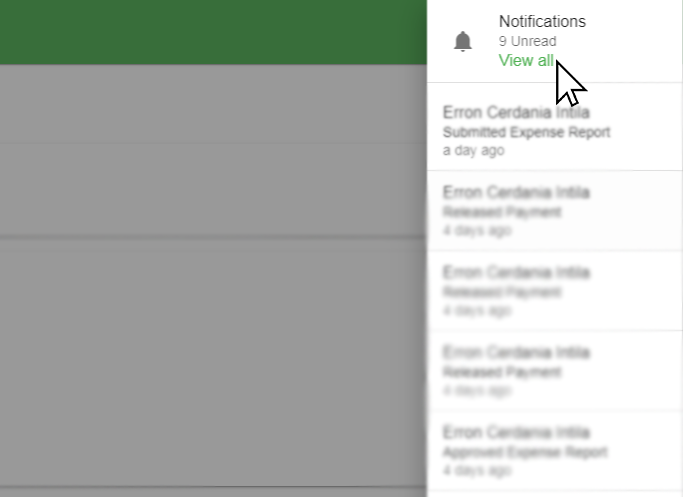 Notifications
9 Unread
View all
Erron Cerdania Intila
Submitted Expense Report
a day ago
Erron Cerdania Intila
Released Payment
4 days ago
Erron Cerdania Intila
Released Payment
4 days ago
Erron Cerdania Intila
Released Payment
4 days ago
Erron Cerdania Intila
Approved Expense Report
4 days ago